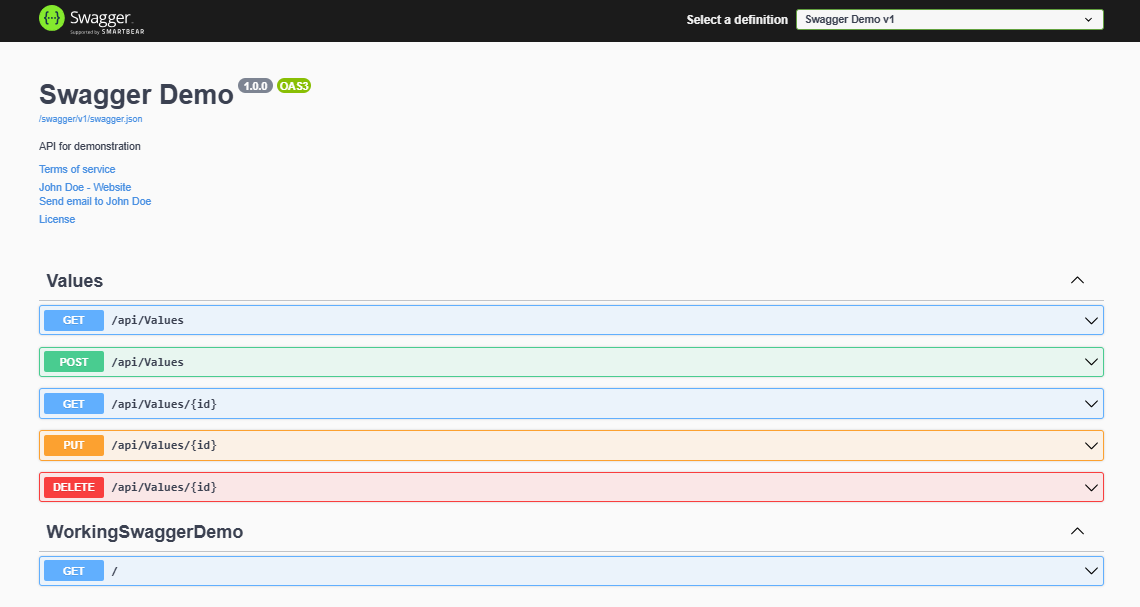 Swagger.
Supported by SMARTBEAR
Select a definition
Swagger Demo v1
Swagger Demo 1.0.0 OAS3
/swagger/v1/swagger.json
API for demonstration
Terms of service
John Doe - Website
Send email to John Doe
License
Values
GET /api/Values
POST /api/Values
GET /api/Values/{id}
PUT /api/Values/{id}
DELETE /api/Values/{id}
WorkingSwaggerDemo
GET /